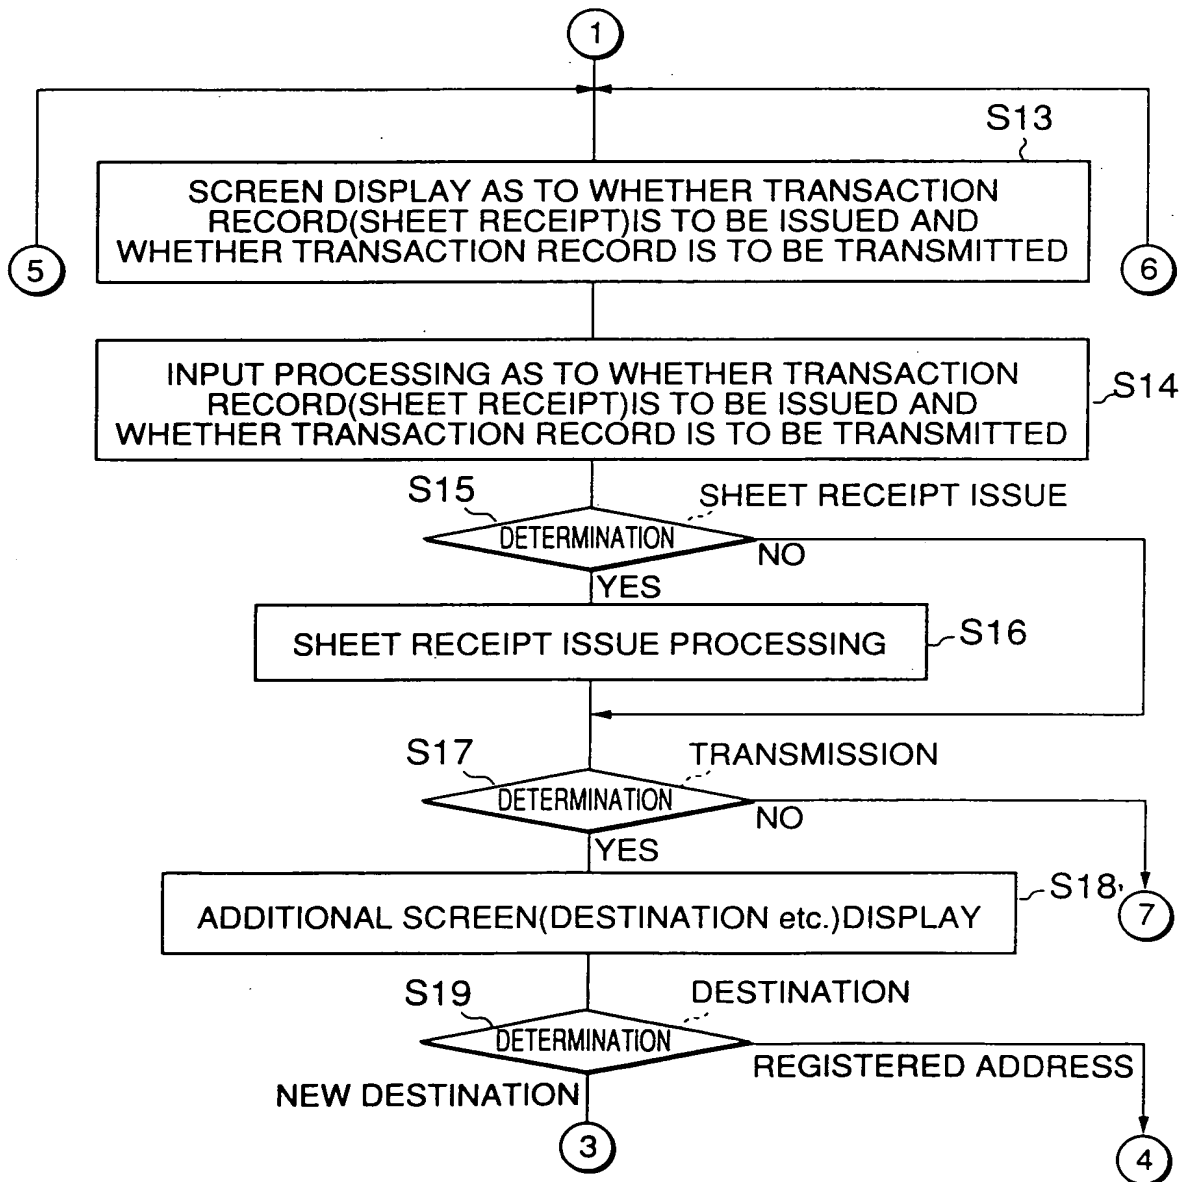 1
S13
SCREEN DISPLAY AS TO WHETHER TRANSACTION
RECORD(SHEET RECEIPT)IS TO BE ISSUED AND
WHETHER TRANSACTION RECORD IS TO BE TRANSMITTED
5
6
INPUT PROCESSING AS TO WHETHER TRANSACTION
RECORD(SHEET RECEIPT)IS TO BE ISSUED AND
WHETHER TRANSACTION RECORD IS TO BE TRANSMITTED
S14
S15
SHEET RECEIPT ISSUE
DETERMINATION
NO
YES
SHEET RECEIPT ISSUE PROCESSING
S16
S17
TRANSMISSION
DETERMINATION
NO
YES
S18
ADDITIONAL SCREEN(DESTINATION etc.)DISPLAY
7
S19
DESTINATION
DETERMINATION
REGISTERED ADDRESS
NEW DESTINATION
3
4